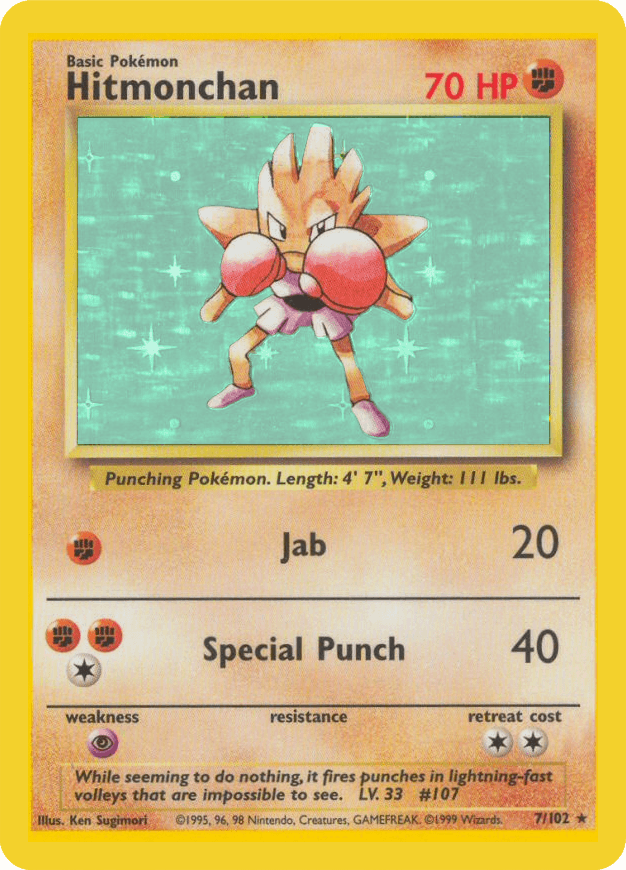 Basic Pokémon
Hitmonchan
70 HP
Punching Pokémon. Length: 4' 7", Weight: 111 lbs.
Jab 20
Special Punch 40
weakness resistance retreat cost
While seeming to do nothing, it fires punches in lightning-fast
volleys that are impossible to see. LV. 33 #107
Illus. Ken Sugimori ©1995, 96, 98 Nintendo, Creatures, GAMEFREAK. ©1999 Wizards. 7/102 ★